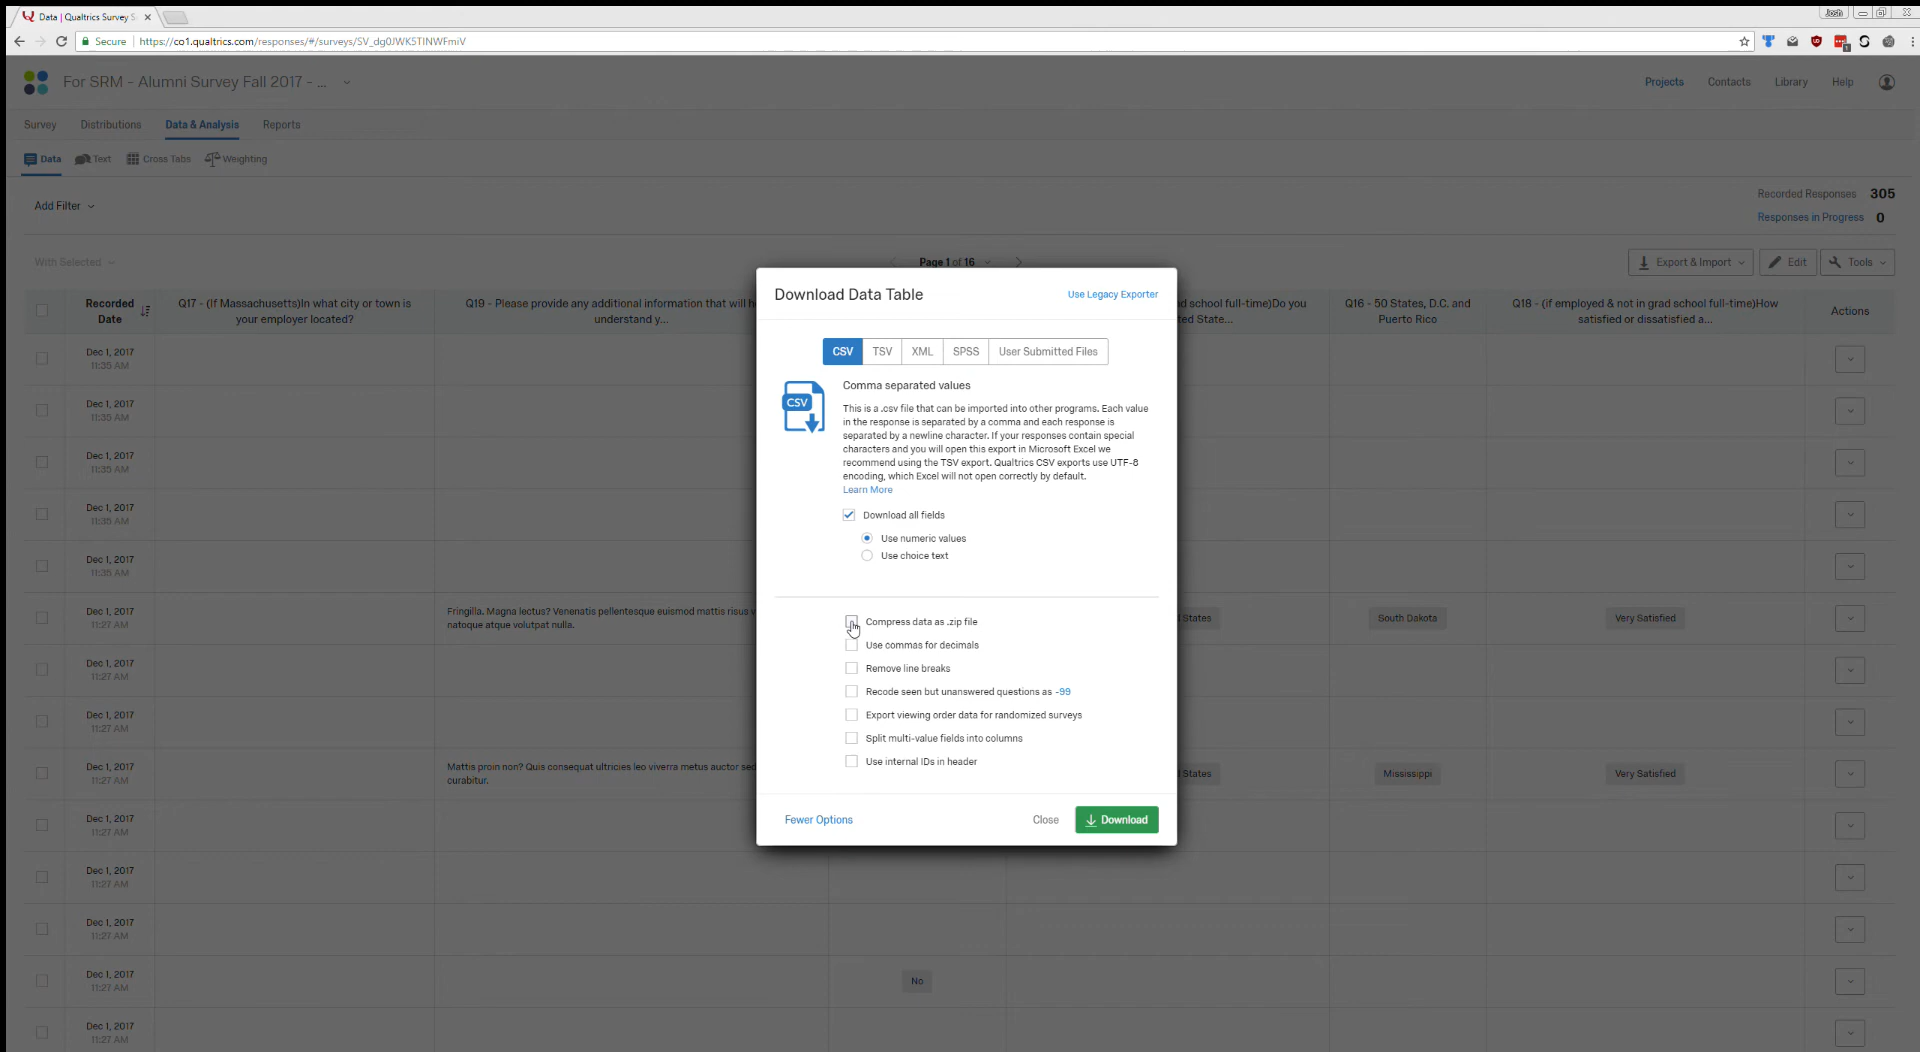 Data | Qualtrics Survey S
Josh
Secure
https://co1.qualtrics.com/responses/#/surveys/SV_dg0JWK5TINWFmiV
For SRM - Alumni Survey Fall 2017 - ...
Projects
Contacts
Library
Help
Survey
Distributions
Data & Analysis
Reports
Data
Text
Cross Tabs
Weighting
Add Filter
Recorded Responses 305
Responses in Progress 0
With Selected
Page 1 of 16
Export & Import
Edit
Tools
Recorded
Date
Q17 - (If Massachusetts)In what city or town is
your employer located?
Q19 - Please provide any additional information that will h
understand y...
d school full-time)Do you
ted State...
Q16 - 50 States, D.C. and
Puerto Rico
Q18 - (if employed & not in grad school full-time)How
satisfied or dissatisfied a...
Actions
Dec 1, 2017
11:35 AM
Dec 1, 2017
11:35 AM
Dec 1, 2017
11:35 AM
Dec 1, 2017
11:35 AM
Dec 1, 2017
11:35 AM
Dec 1, 2017
11:27 AM
Fringilla. Magna lectus? Venenatis pellentesque euismod mattis risus v
natoque atque volutpat nulla.
States
South Dakota
Very Satisfied
Dec 1, 2017
11:27 AM
Dec 1, 2017
11:27 AM
Dec 1, 2017
11:27 AM
Mattis proin non? Quis consequat ultricies leo viverra metus auctor sed
curabitur.
States
Mississippi
Very Satisfied
Dec 1, 2017
11:27 AM
Dec 1, 2017
11:27 AM
Dec 1, 2017
11:27 AM
Dec 1, 2017
11:27 AM
No
Dec 1, 2017
11:27 AM
Download Data Table
Use Legacy Exporter
CSV
TSV
XML
SPSS
User Submitted Files
CSV
Comma separated values
This is a .csv file that can be imported into other programs. Each value
in the response is separated by a comma and each response is
separated by a newline character. If your responses contain special
characters and you will open this export in Microsoft Excel we
recommend using the TSV export. Qualtrics CSV exports use UTF-8
encoding, which Excel will not open correctly by default.
Learn More
Download all fields
Use numeric values
Use choice text
Compress data as .zip file
Use commas for decimals
Remove line breaks
Recode seen but unanswered questions as -99
Export viewing order data for randomized surveys
Split multi-value fields into columns
Use internal IDs in header
Fewer Options
Close
Download